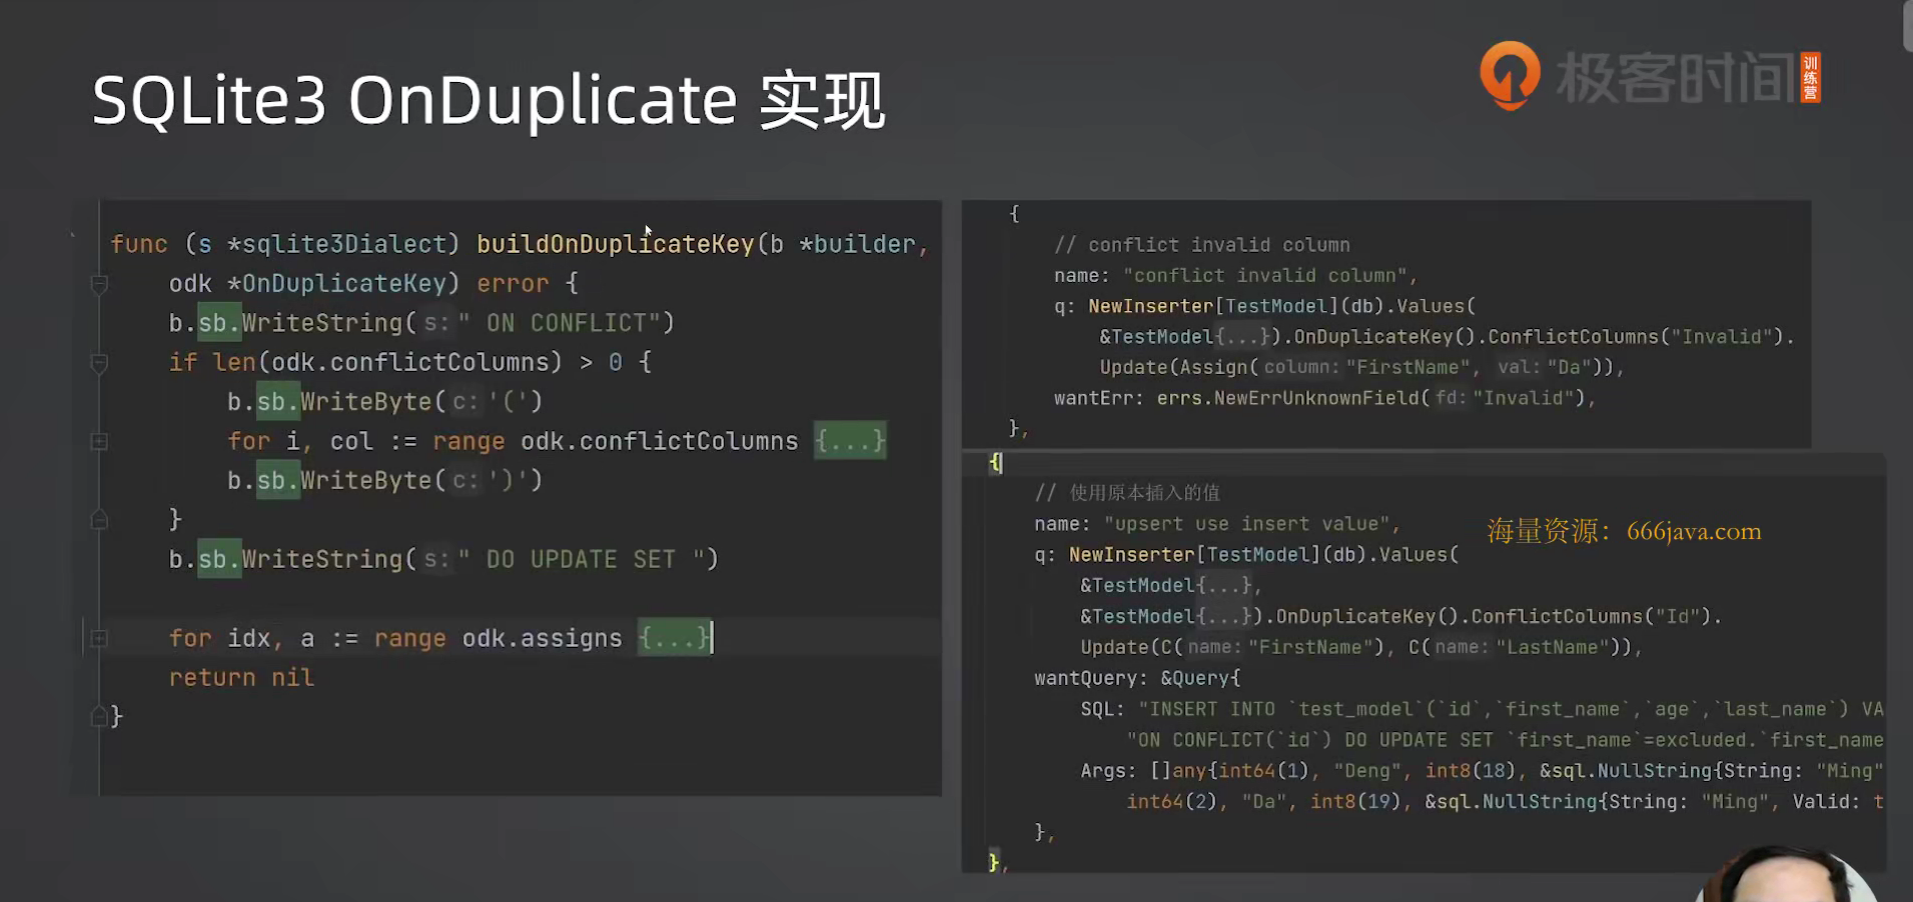 SQLite3 OnDuplicate 实现
极客时间
训练营
func (s *sqlite3Dialect) buildOnDuplicateKey(b *builder,
odk *OnDuplicateKey) error {
b.sb.WriteString( s: " ON CONFLICT")
if len(odk.conflictColumns) > 0 {
b.sb.WriteByte( c: '(')
for i, col := range odk.conflictColumns {...}
b.sb.WriteByte( c: ')')
}
b.sb.WriteString( s: " DO UPDATE SET ")
for idx, a := range odk.assigns {...}
return nil
}
{
// conflict invalid column
name: "conflict invalid column",
q: NewInserter[TestModel](db).Values(
&TestModel{...}).OnDuplicateKey().ConflictColumns("Invalid").
Update(Assign( column: "FirstName", val: "Da")),
wantErr: errs.NewErrUnknownField( fd: "Invalid"),
},
{
// 使用原本插入的值
name: "upsert use insert value",
海量资源：666java.com
q: NewInserter[TestModel](db).Values(
&TestModel{...},
&TestModel{...}).OnDuplicateKey().ConflictColumns("Id").
Update(C( name: "FirstName"), C( name: "LastName")),
wantQuery: &Query{
SQL: "INSERT INTO `test_model`(`id`,`first_name`,`age`,`last_name`) VA
"ON CONFLICT(`id`) DO UPDATE SET `first_name`=excluded.`first_name
Args: []any{int64(1), "Deng", int8(18), &sql.NullString{String: "Ming"
int64(2), "Da", int8(19), &sql.NullString{String: "Ming", Valid: t
},
},